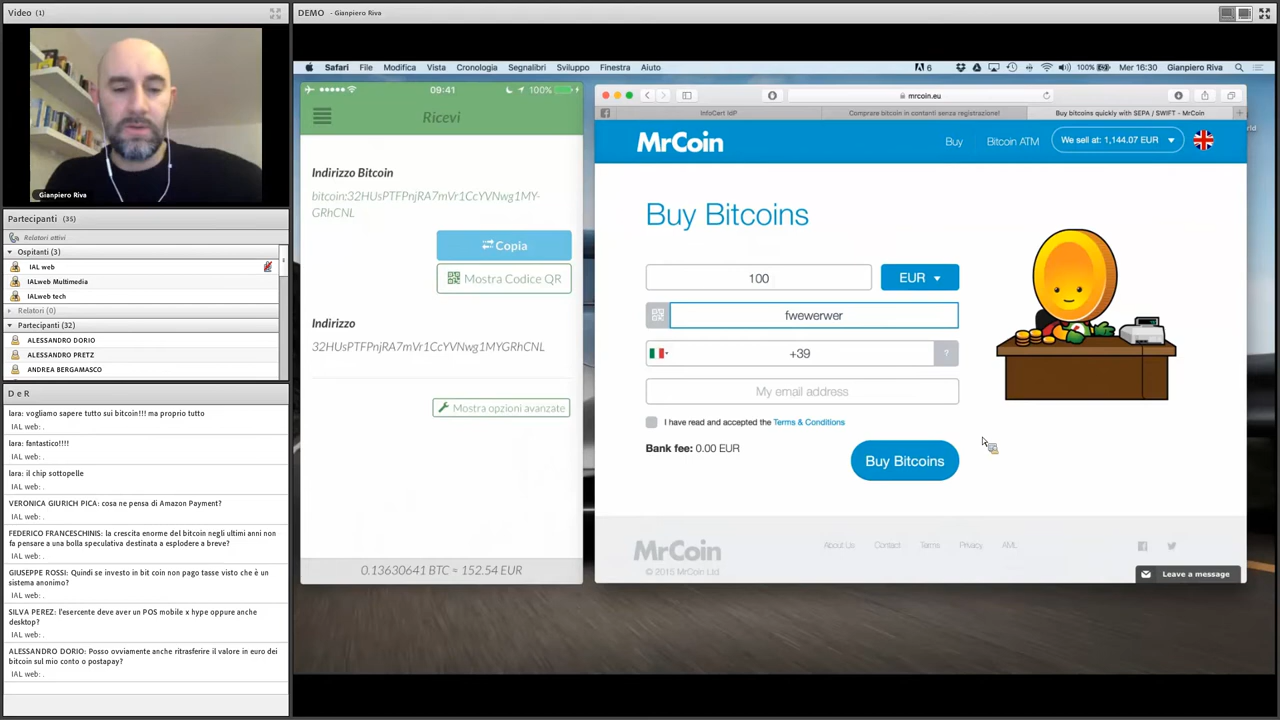 Video (1)
Gianpiero Riva
Partecipanti (35)
Relatori attivi
Ospitanti (3)
IAL web
IALweb Multimedia
IALweb tech
Relatori (0)
Partecipanti (32)
ALESSANDRO DORIO
ALESSANDRO PRETZ
ANDREA BERGAMASCO
D e R
lara: vogliamo sapere tutto sui bitcoin!!! ma proprio tutto
IAL web: .
lara: fantastico!!!!
IAL web: .
lara: il chip sottopelle
IAL web: .
VERONICA GIURICH PICA: cosa ne pensa di Amazon Payment?
IAL web: .
FEDERICO FRANCESCHINIS: la crescita enorme del bitcoin negli ultimi anni non
fa pensare a una bolla speculativa destinata a esplodere a breve?
IAL web: .
GIUSEPPE ROSSI: Quindi se investo in bit coin non pago tasse visto che è un
sistema anonimo?
IAL web: .
SILVA PEREZ: l'esercente deve aver un POS mobile x hype oppure anche
desktop?
IAL web: .
ALESSANDRO DORIO: Posso ovviamente anche ritrasferire il valore in euro dei
bitcoin sul mio conto o postapay?
IAL web: .
DEMO - Gianpiero Riva
Safari File Modifica Vista Cronologia Segnalibri Sviluppo Finestra Aiuto
6 100% Mer 16:30 Gianpiero Riva
09:41 100%
Ricevi
Indirizzo Bitcoin
bitcoin:32HUsPTFPnjRA7mVr1CcYVNwg1MY-
GRhCNL
Copia
Mostra Codice QR
Indirizzo
32HUsPTFPnjRA7mVr1CcYVNwg1MYGRhCNL
Mostra opzioni avanzate
0.13630641 BTC ≈ 152.54 EUR
mrcoin.eu
InfoCert IdP Comprare bitcoin in contanti senza registrazione! Buy bitcoins quickly with SEPA / SWIFT - MrCoin
MrCoin Buy Bitcoin ATM We sell at: 1,144.07 EUR
Buy Bitcoins
100 EUR
fwewerwer
+39 ?
My email address
I have read and accepted the Terms & Conditions
Bank fee: 0.00 EUR
Buy Bitcoins
MrCoin
© 2015 MrCoin Ltd.
About Us Contact Terms Privacy AML
Leave a message